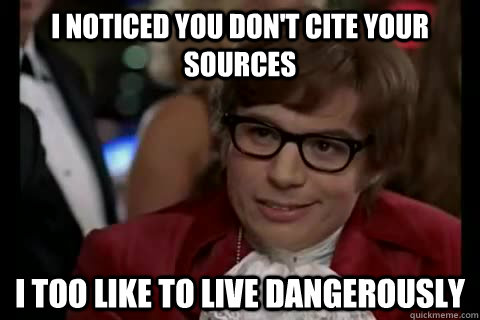 I NOTICED YOU DON'T CITE YOUR
SOURCES
I TOO LIKE TO LIVE DANGEROUSLY
quickmeme.com